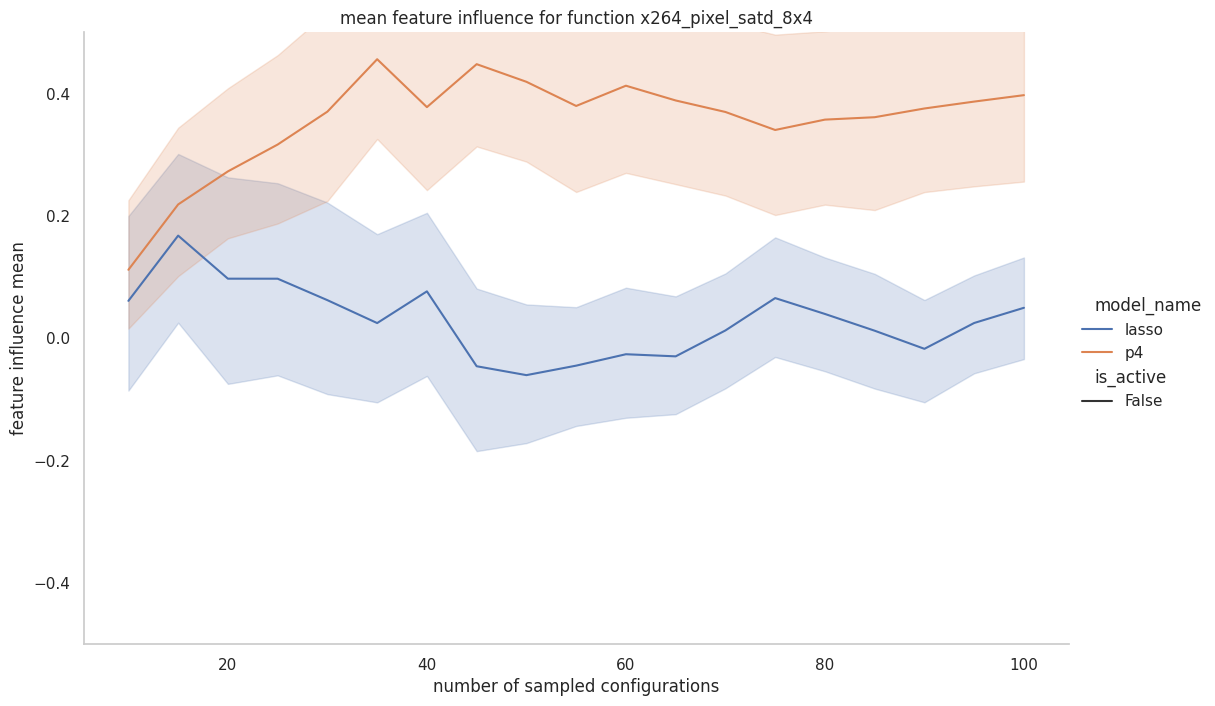 mean feature influence for function x264_pixel_satd_8x4
feature influence mean
0.4
0.2
0.0
−0.2
−0.4
20
40
60
80
100
number of sampled configurations
model_name
lasso
p4
is_active
False